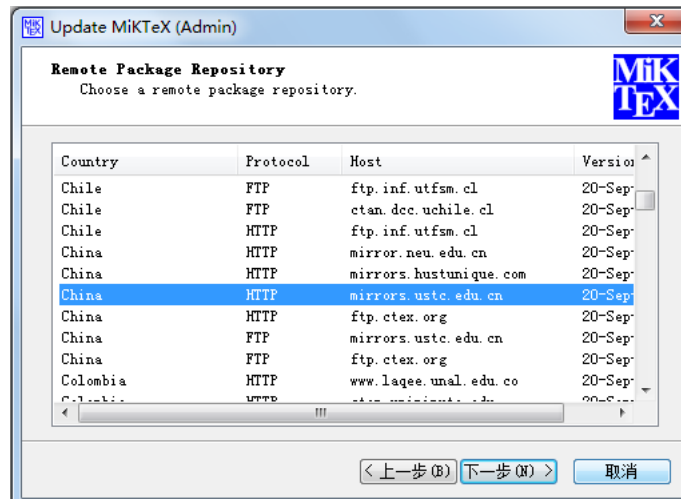 Update MiKTeX (Admin)
Remote Package Repository
Choose a remote package repository.
MiK
TEX
Country Protocol Host Version
Chile FTP ftp.inf.utfsm.cl 20-Sep-
Chile FTP ctan.dcc.uchile.cl 20-Sep-
Chile HTTP ftp.inf.utfsm.cl 20-Sep-
China HTTP mirror.neu.edu.cn 20-Sep-
China HTTP mirrors.hustunique.com 20-Sep-
China HTTP mirrors.ustc.edu.cn 20-Sep-
China HTTP ftp.ctex.org 20-Sep-
China FTP mirrors.ustc.edu.cn 20-Sep-
China FTP ftp.ctex.org 20-Sep-
Colombia HTTP www.laqee.unal.edu.co 20-Sep-
< 上一步(B) 下一步(N) > 取消